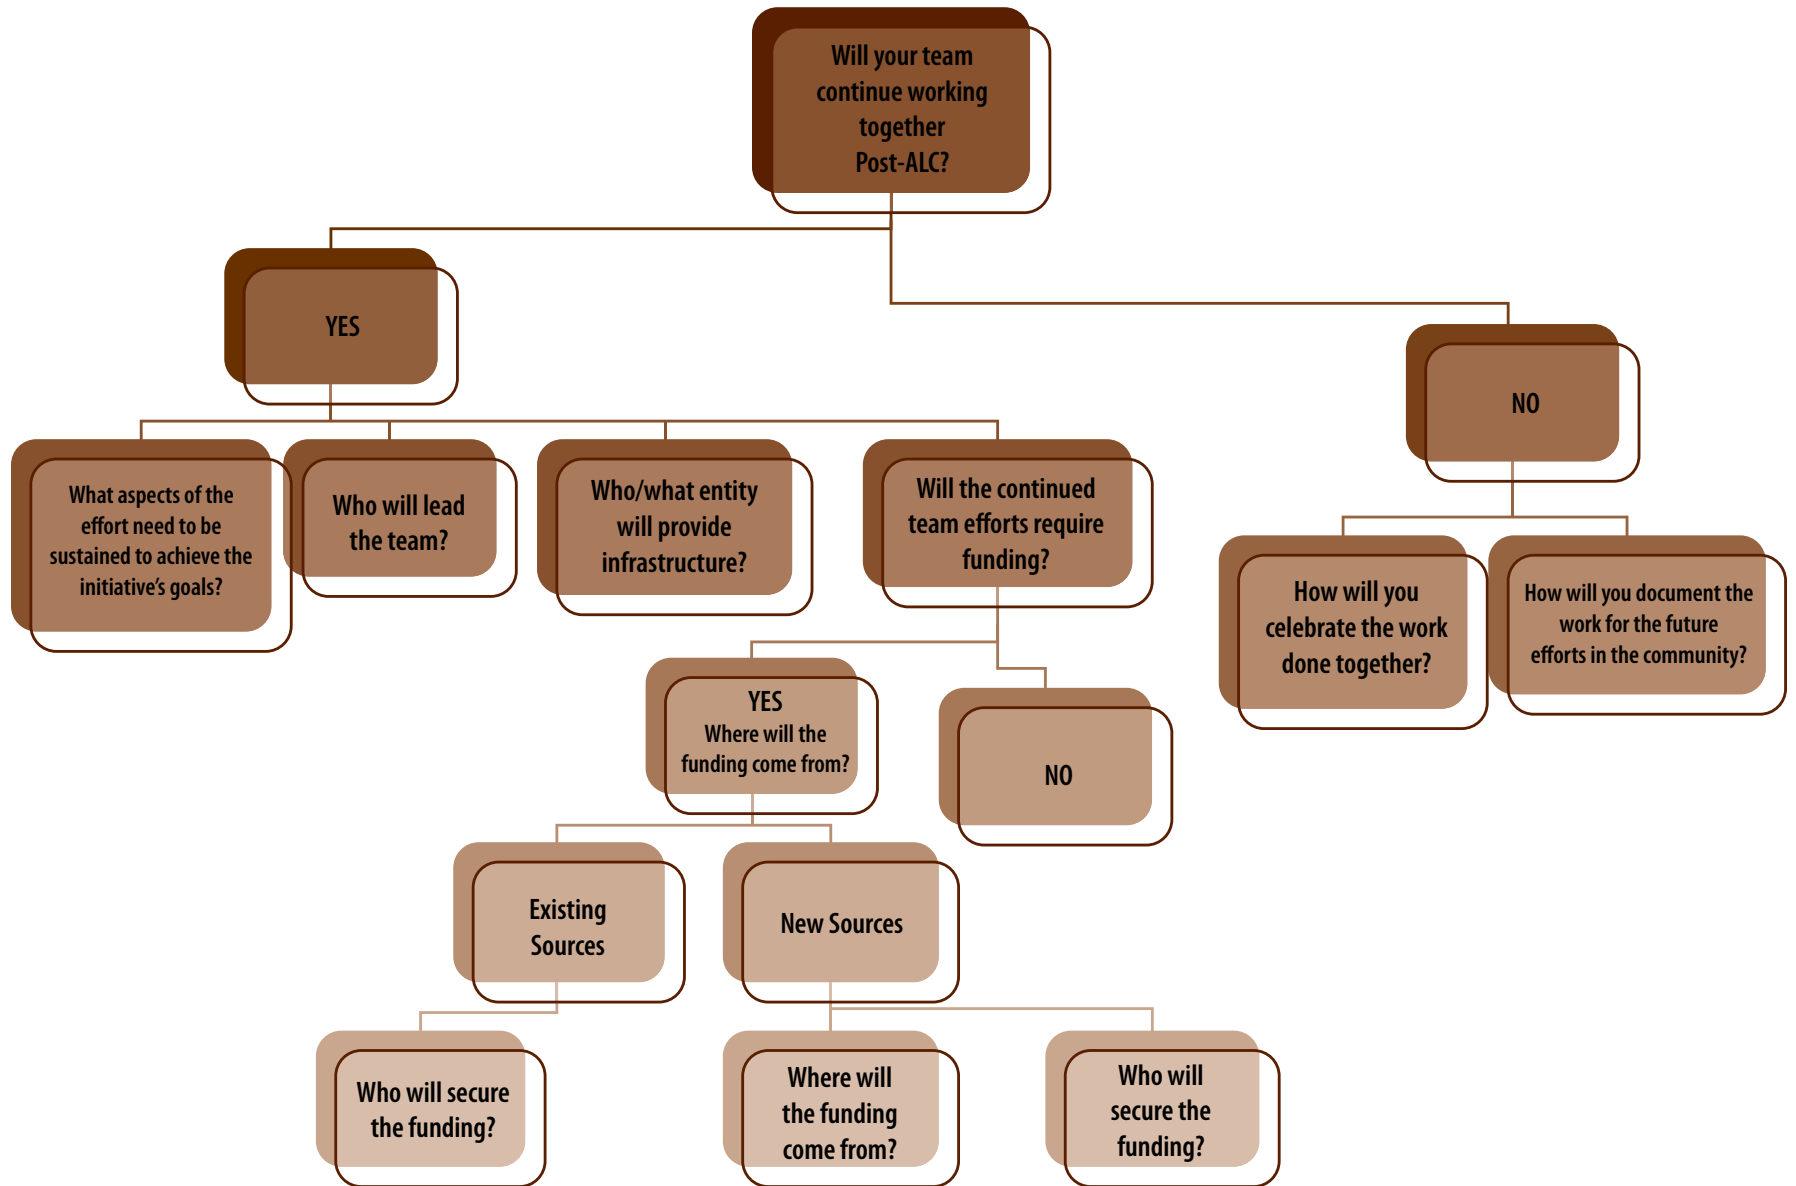 Will your team
continue working
together
Post-ALC?
YES
NO
What aspects of the
effort need to be
sustained to achieve the
initiative's goals?
Who will lead
the team?
Who/what entity
will provide
infrastructure?
Will the continued
team efforts require
funding?
How will you
celebrate the work
done together?
How will you document the
work for the future
efforts in the community?
YES
Where will the
funding come from?
NO
Existing
Sources
New Sources
Who will secure
the funding?
Where will
the funding
come from?
Who will
secure the
funding?